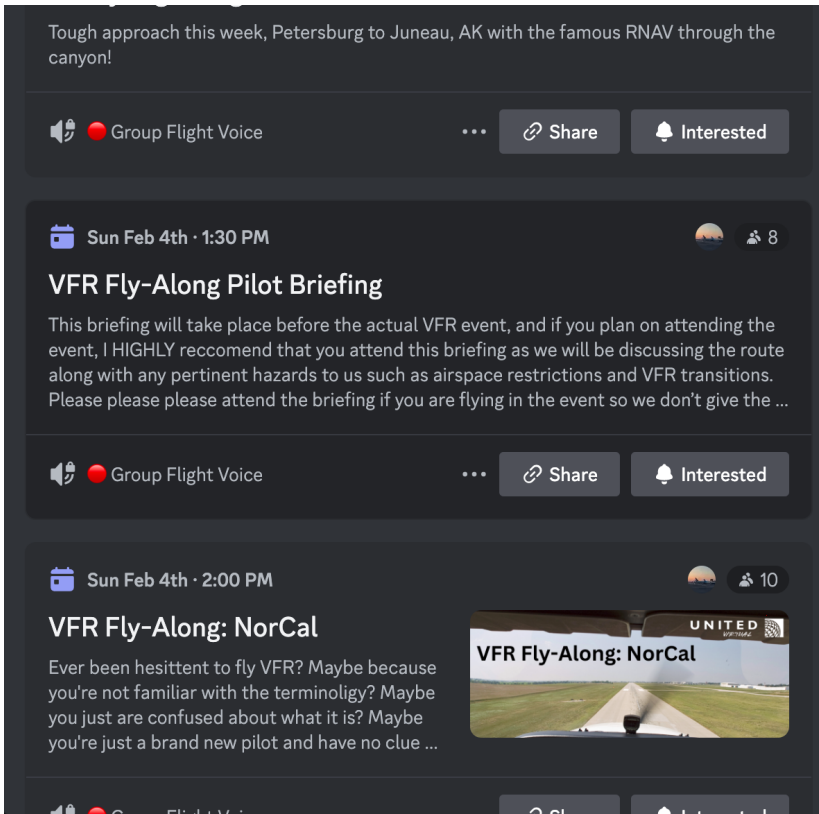 Tough approach this week, Petersburg to Juneau, AK with the famous RNAV through the
canyon!
Group Flight Voice
Share
Interested
Sun Feb 4th · 1:30 PM
8
VFR Fly-Along Pilot Briefing
This briefing will take place before the actual VFR event, and if you plan on attending the
event, I HIGHLY reccomend that you attend this briefing as we will be discussing the route
along with any pertinent hazards to us such as airspace restrictions and VFR transitions.
Please please please attend the briefing if you are flying in the event so we don't give the ...
Group Flight Voice
Share
Interested
Sun Feb 4th · 2:00 PM
10
VFR Fly-Along: NorCal
Ever been hesittent to fly VFR? Maybe because
you're not familiar with the terminoligy? Maybe
you just are confused about what it is? Maybe
you're just a brand new pilot and have no clue ...
UNITED
VIRTUAL
VFR Fly-Along: NorCal